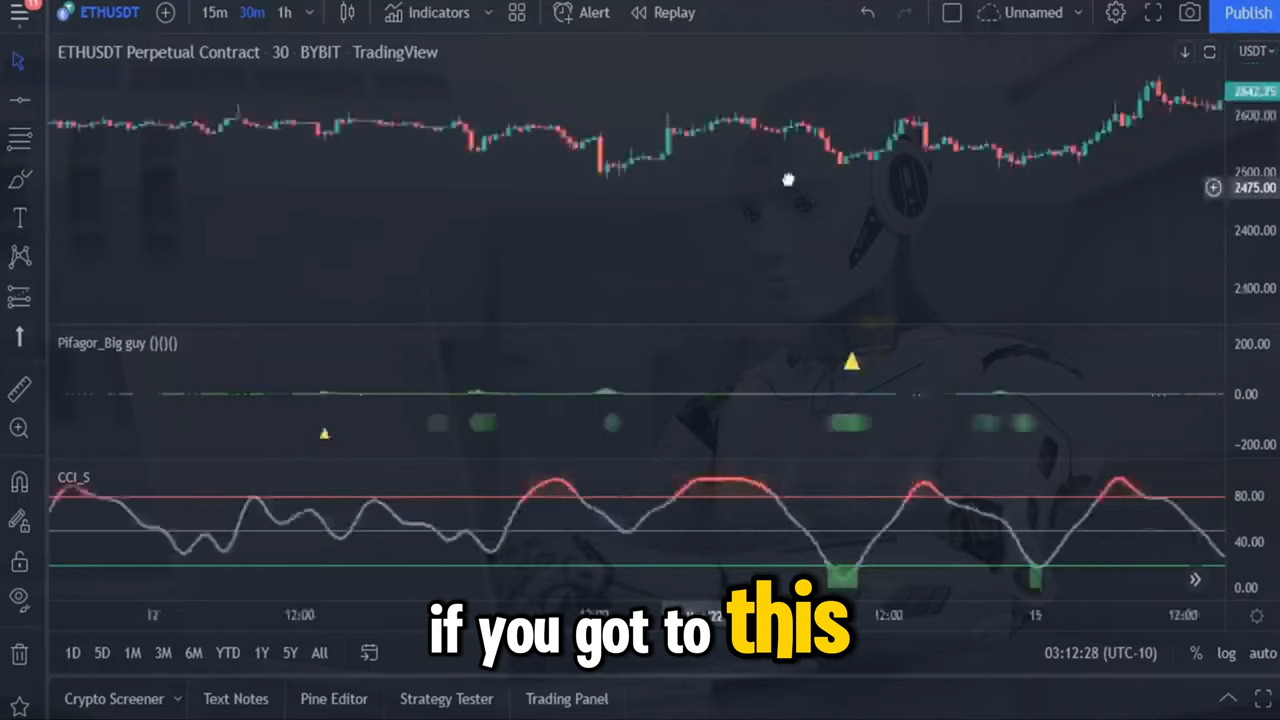 11
ETHUSDT 15m 30m 1h Indicators Alert Replay Unnamed Publish
ETHUSDT Perpetual Contract 30 BYBIT TradingView USDT
2600.00
2500.00
2475.00
2400.00
Pifagor_Big guy ()()() 200.00
0.00
−200.00
CCI_S
80.00
40.00
0.00
12:00 12:00 15 12:00
if you got to this
1D 5D 1M 3M 6M YTD 1Y 5Y All 03:12:28 (UTC-10) % log auto
Crypto Screener Text Notes Pine Editor Strategy Tester Trading Panel